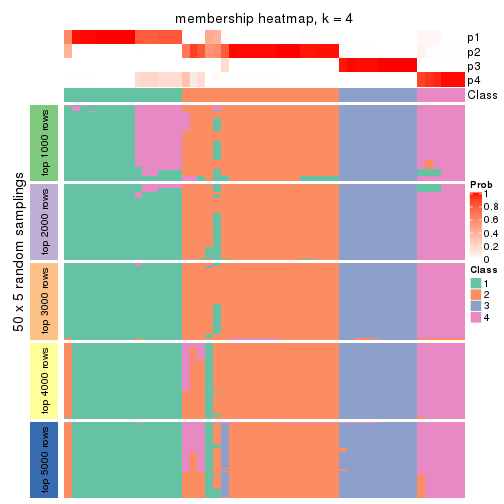 membership heatmap, k = 4
p1
p2
p3
p4
Class
50 x 5 random samplings
top 1000 rows
top 2000 rows
top 3000 rows
top 4000 rows
top 5000 rows
Prob
1
0.8
0.6
0.4
0.2
0
Class
1
2
3
4